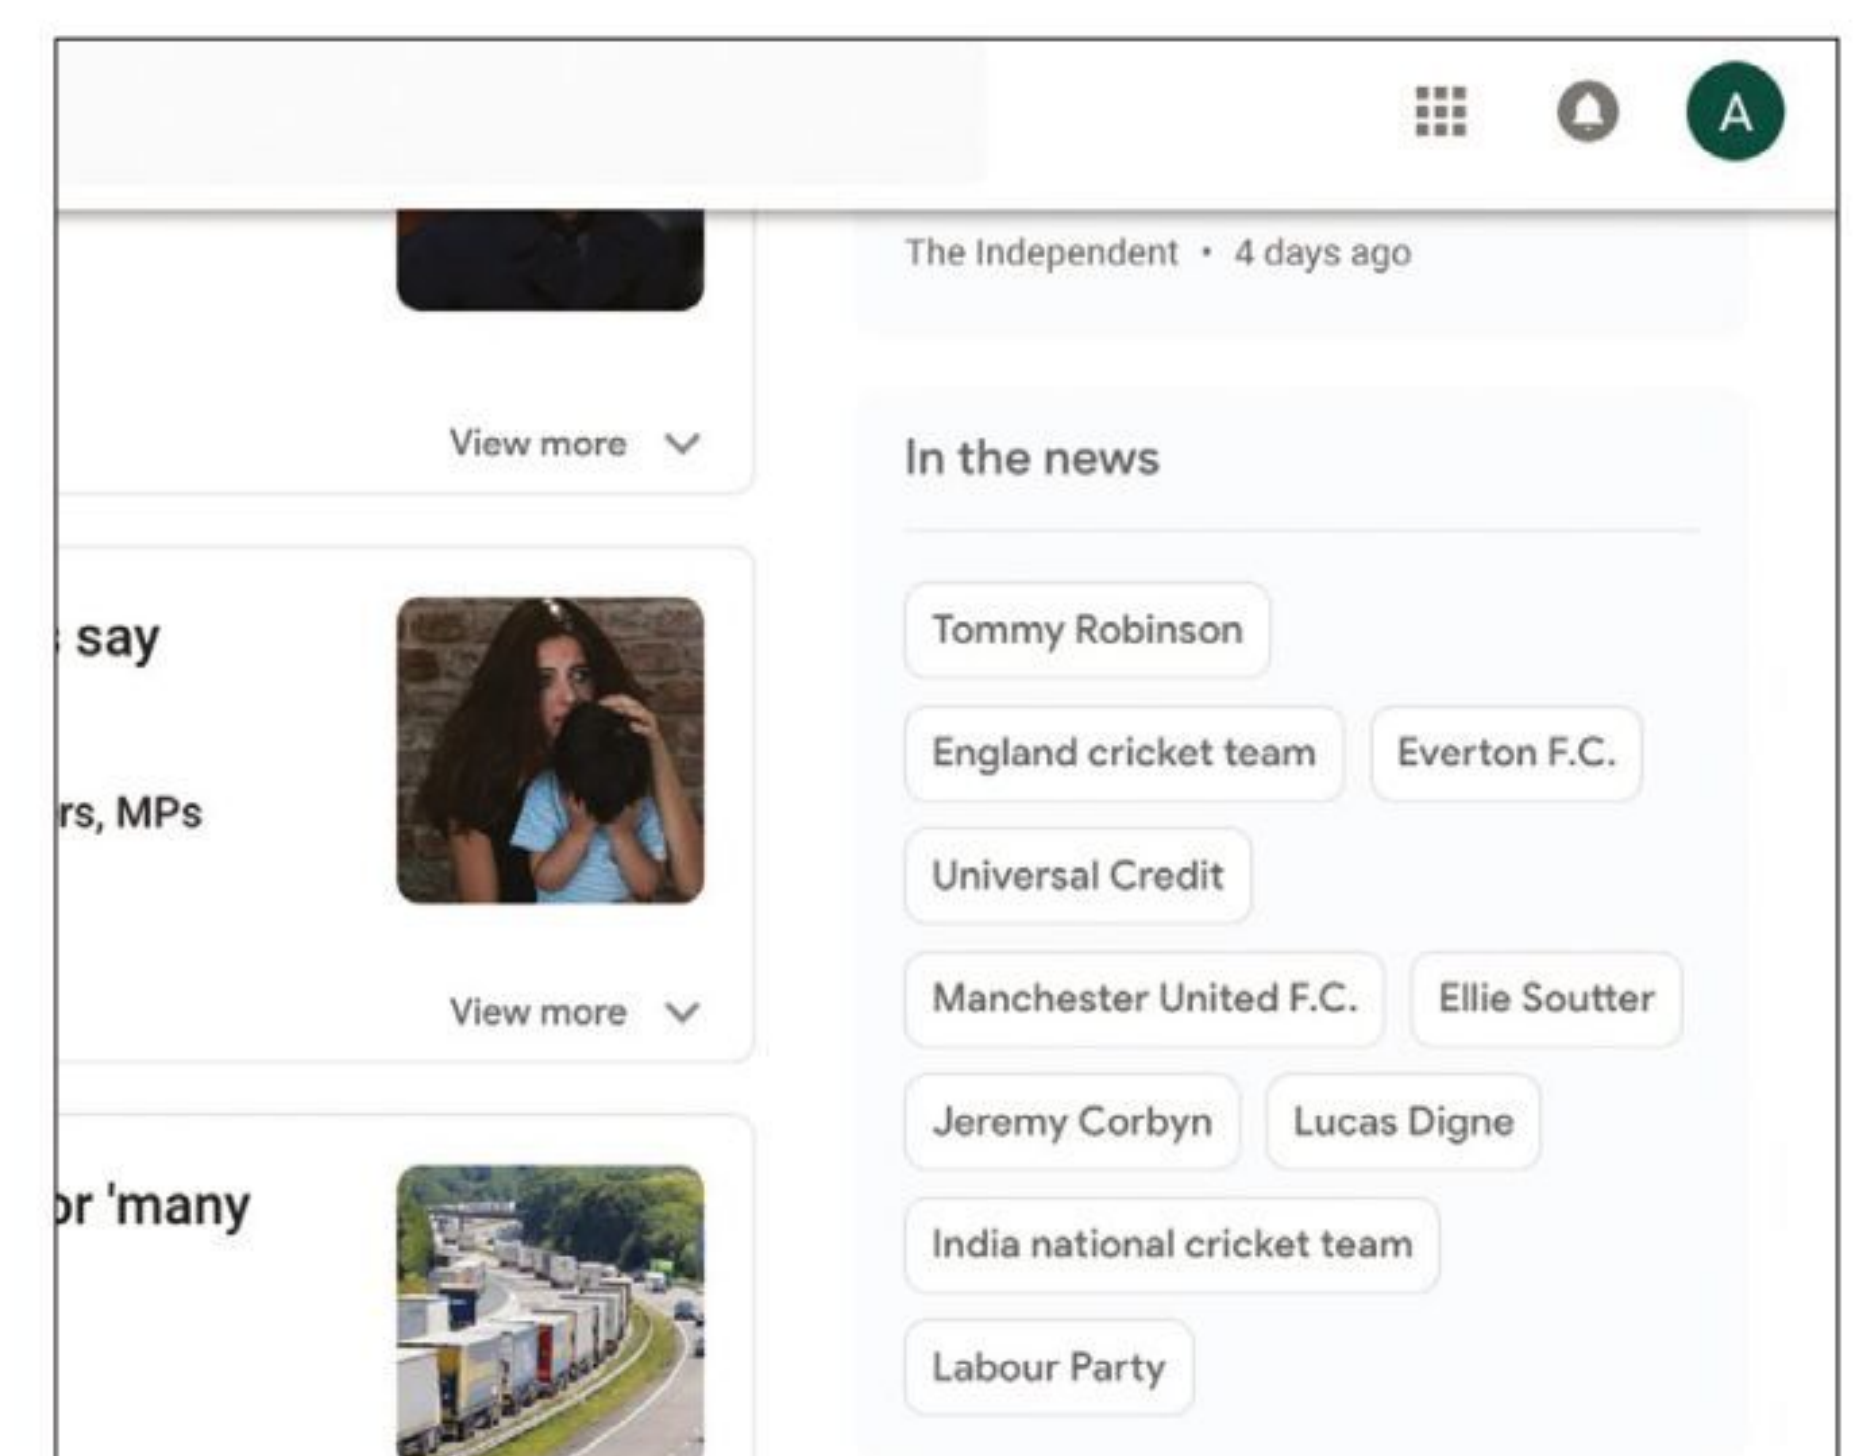 A
The Independent • 4 days ago
View more
In the news
say
rs, MPs
View more
or 'many
Tommy Robinson
England cricket team
Everton F.C.
Universal Credit
Manchester United F.C.
Ellie Soutter
Jeremy Corbyn
Lucas Digne
India national cricket team
Labour Party